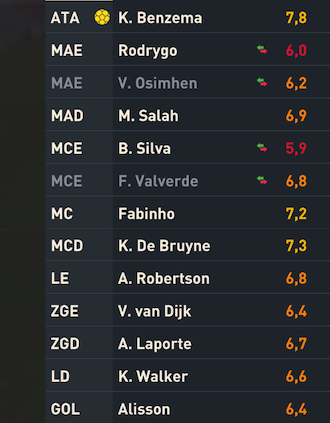 ATA K. Benzema 7,8
MAE Rodrygo 6,0
MAE V. Osimhen 6,2
MAD M. Salah 6,9
MCE B. Silva 5,9
MCE F. Valverde 6,8
MC Fabinho 7,2
MCD K. De Bruyne 7,3
LE A. Robertson 6,8
ZGE V. van Dijk 6,4
ZGD A. Laporte 6,7
LD K. Walker 6,6
GOL Alisson 6,4